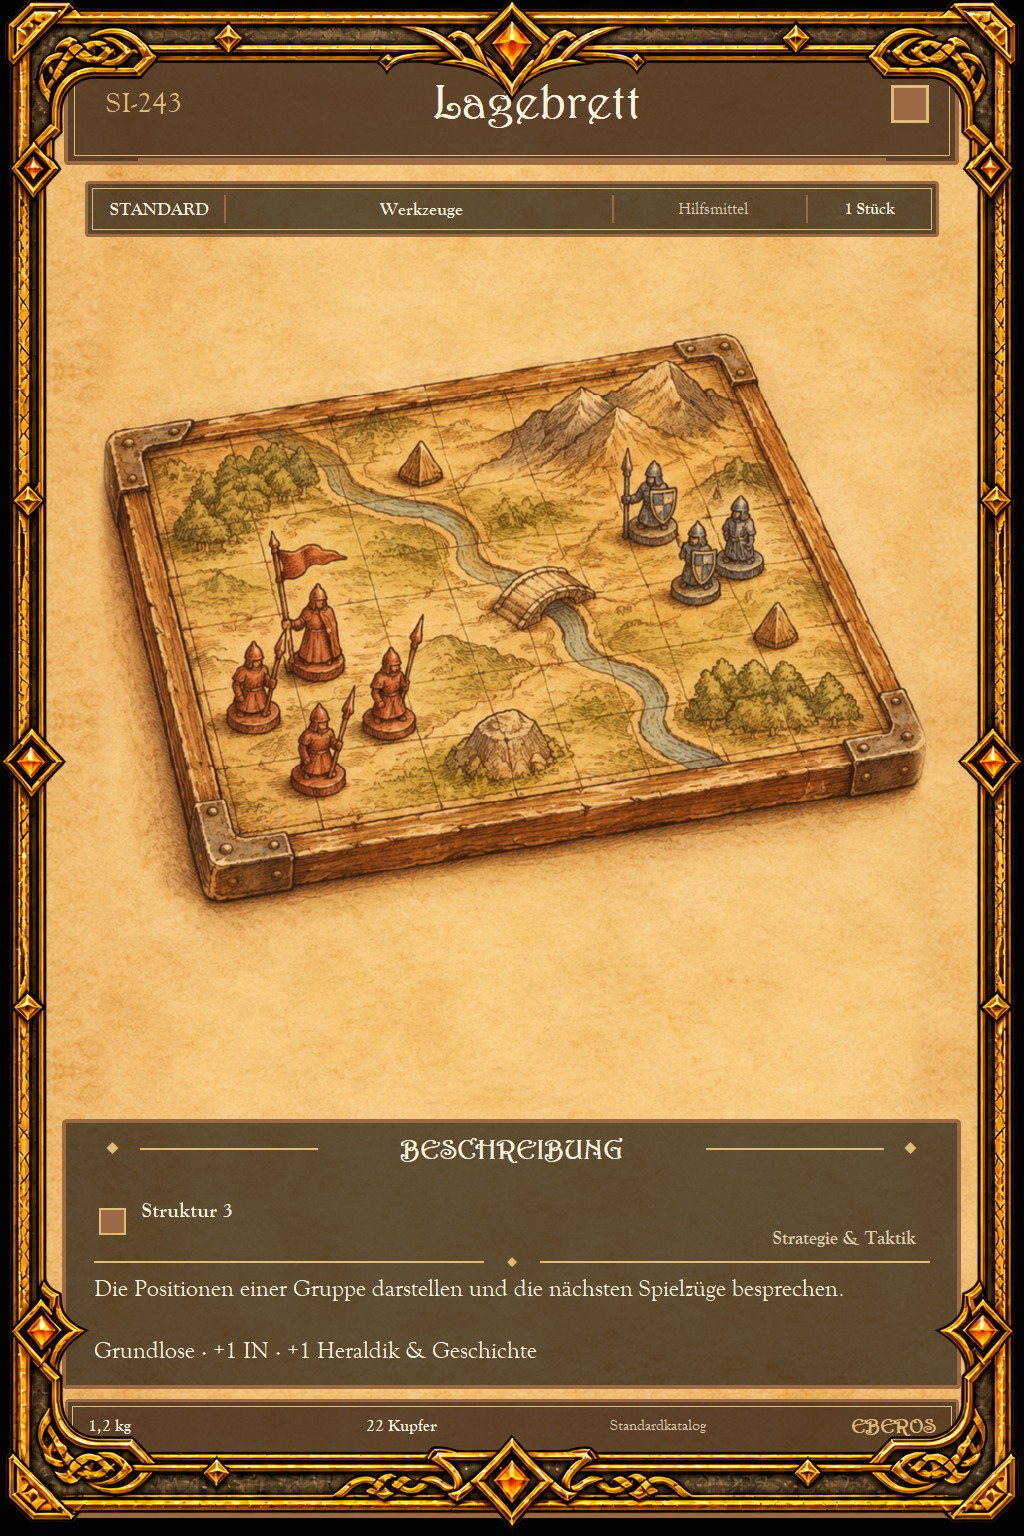 SI-243
Lagebrett
STANDARD
Werkzeuge
Hilfsmittel
1 Stück
BESCHREIBUNG
Struktur 3
Strategie & Taktik
Die Positionen einer Gruppe darstellen und die nächsten Spielzüge besprechen.
Grundlose · +1 IN · +1 Heraldik & Geschichte
1,2 kg
22 Kupfer
Standardkatalog
EBEROS